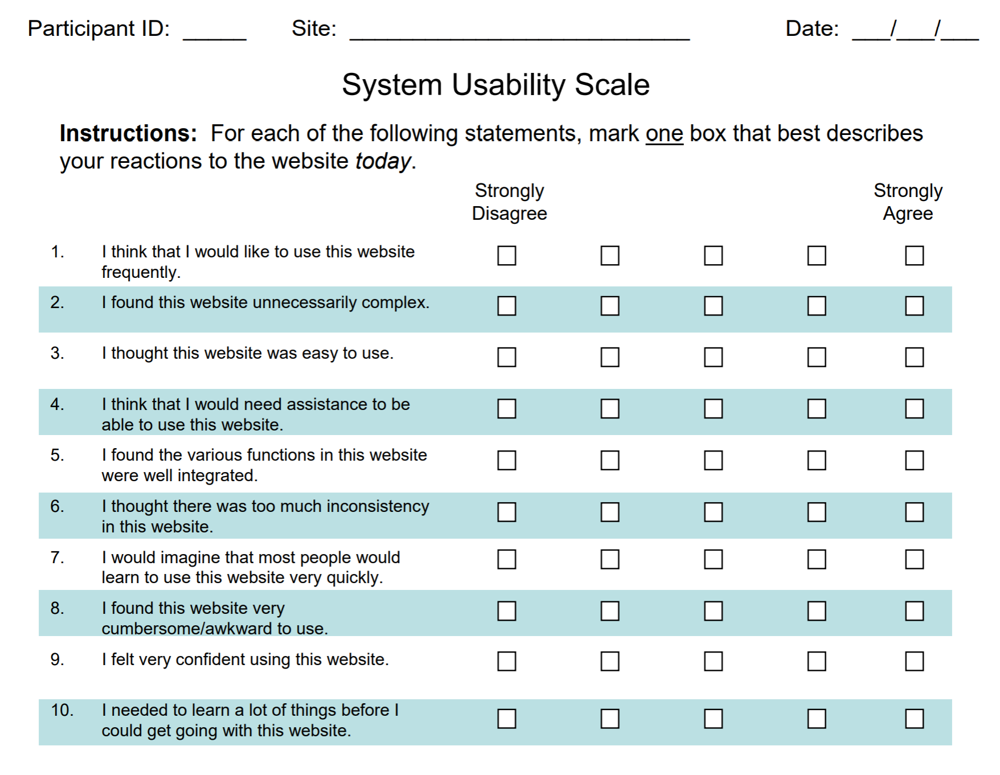 Participant ID: _____ Site: ___________________________ Date: ___/___/___
System Usability Scale
Instructions: For each of the following statements, mark one box that best describes
your reactions to the website today.
Strongly Strongly
Disagree Agree
1. I think that I would like to use this website
frequently.
2. I found this website unnecessarily complex.
3. I thought this website was easy to use.
4. I think that I would need assistance to be
able to use this website.
5. I found the various functions in this website
were well integrated.
6. I thought there was too much inconsistency
in this website.
7. I would imagine that most people would
learn to use this website very quickly.
8. I found this website very
cumbersome/awkward to use.
9. I felt very confident using this website.
10. I needed to learn a lot of things before I
could get going with this website.